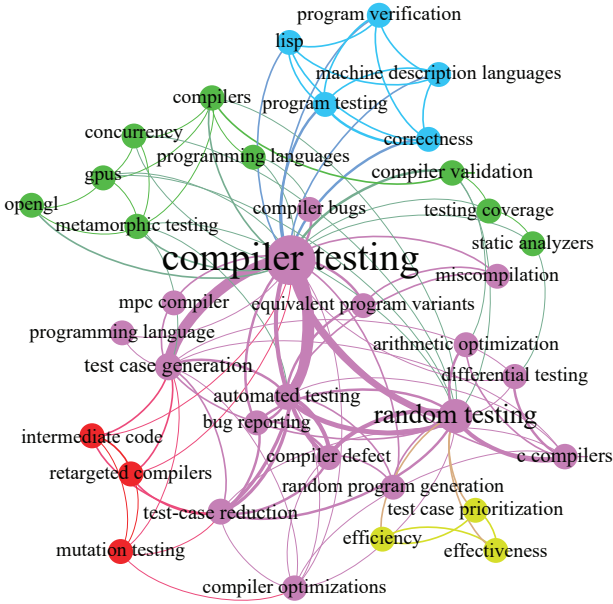 program verification
lisp
machine description languages
compilers
program testing
concurrency
correctness
programming languages
compiler validation
gpus
opengl
compiler bugs
testing coverage
metamorphic testing
static analyzers
compiler testing
miscompilation
mpc compiler
equivalent program variants
programming language
arithmetic optimization
test case generation
differential testing
automated testing
random testing
bug reporting
intermediate code
compiler defect
c compilers
retargeted compilers
random program generation
test case prioritization
test-case reduction
efficiency
mutation testing
effectiveness
compiler optimizations